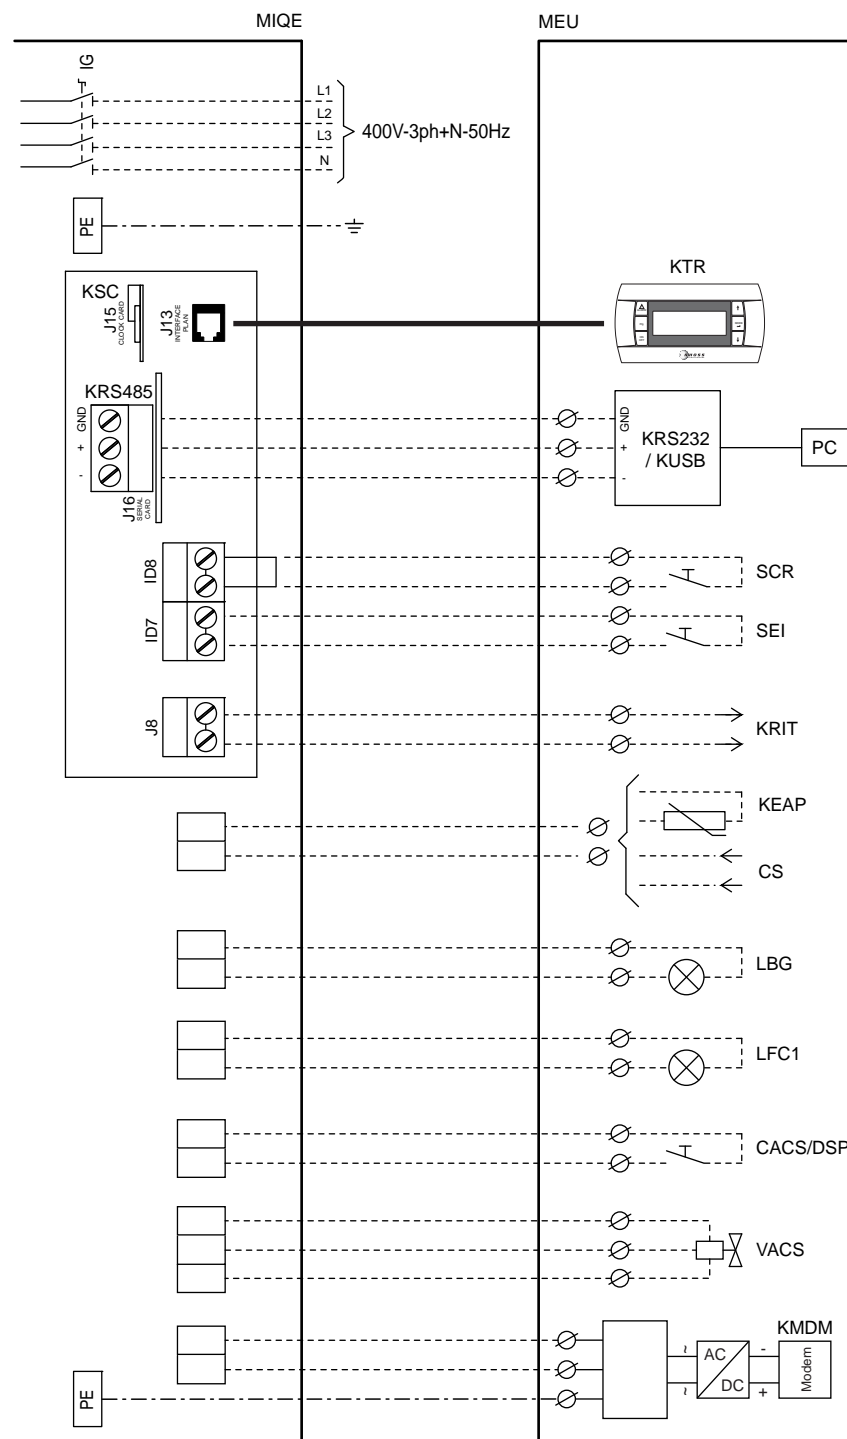 MIQE
MEU
IG
L1
L2
L3
N
400V-3ph+N-50Hz
PE
KSC
J15
CLOCK CARD
J13
INTERFACE
PLAN
KTR
KRS485
GND
+
-
J16
SERIAL
CARD
GND
+
-
KRS232
/ KUSB
PC
ID8
SCR
ID7
SEI
J8
KRIT
KEAP
CS
LBG
LFC1
CACS/DSP
VACS
KMDM
AC
DC
~
~
-
+
Modem
PE